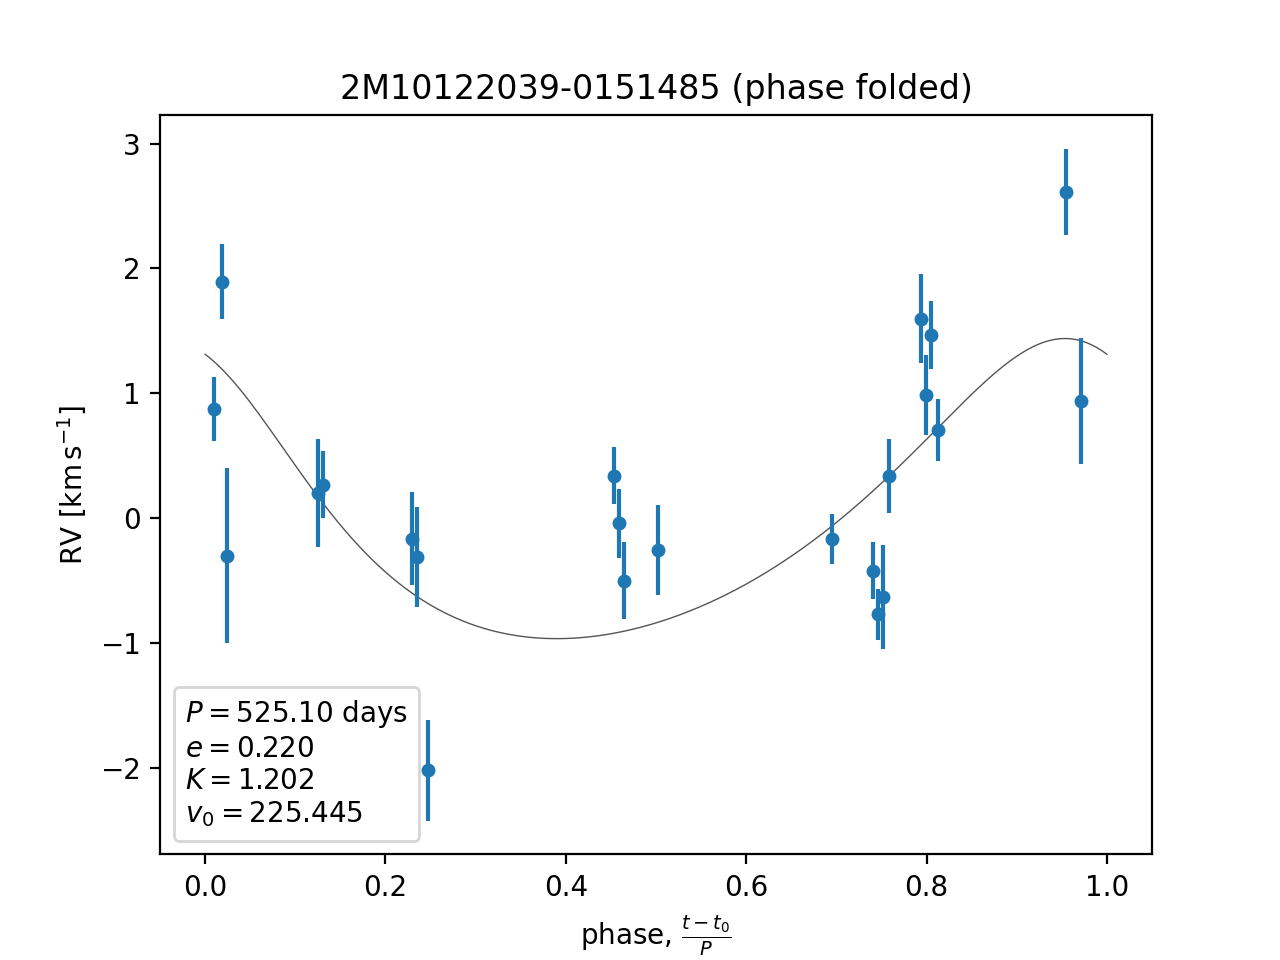 2M10122039-0151485 (phase folded)
RV [km s⁻¹]
3
2
1
0
−1
−2
P = 525.10 days
e = 0.220
K = 1.202
v₀ = 225.445
0.0 0.2 0.4 0.6 0.8 1.0
phase, (t − t₀)/P